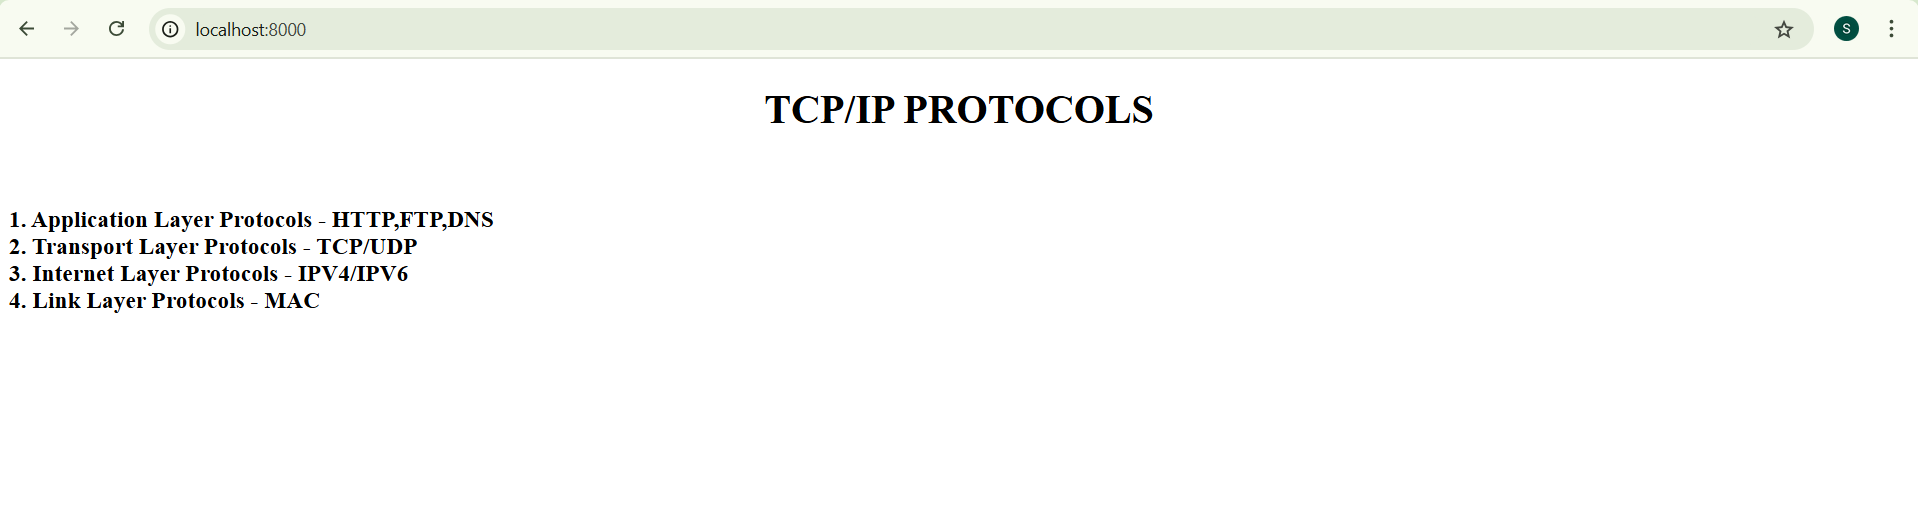 localhost:8000
S
TCP/IP PROTOCOLS
1. Application Layer Protocols - HTTP,FTP,DNS
2. Transport Layer Protocols - TCP/UDP
3. Internet Layer Protocols - IPV4/IPV6
4. Link Layer Protocols - MAC